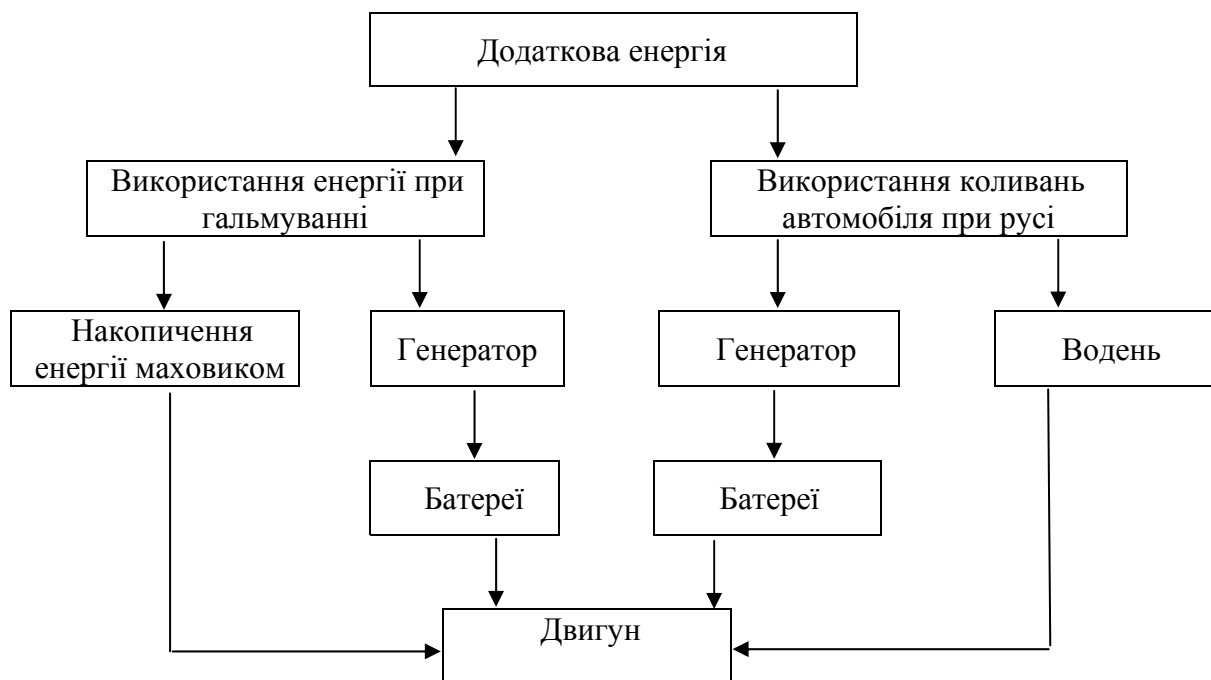 Додаткова енергія
Використання енергії при
гальмуванні
Використання коливань
автомобіля при русі
Накопичення
енергії маховиком
Генератор
Генератор
Водень
Батереї
Батереї
Двигун